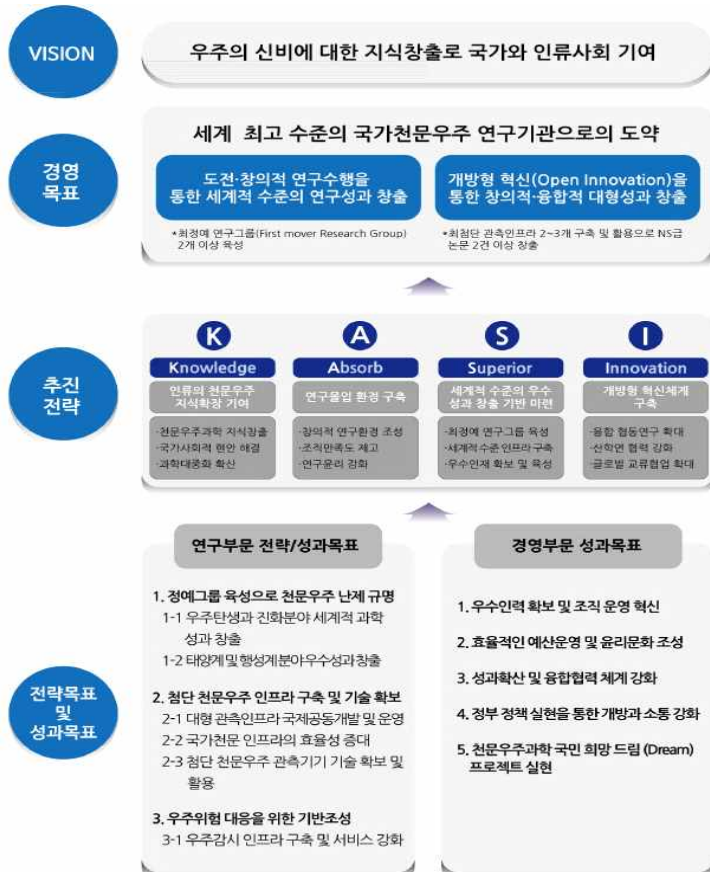 VISION
우주의 신비에 대한 지식창출로 국가와 인류사회 기여
경영
목표
세계 최고 수준의 국가천문우주 연구기관으로의 도약
도전·창의적 연구수행을
통한 세계적 수준의 연구성과 창출
*최정예 연구그룹(First mover Research Group)
2개 이상 육성
개방형 혁신(Open Innovation)을
통한 창의적·융합적 대형성과 창출
*최첨단 관측인프라 2~3개 구축 및 활용으로 NS급
논문 2건 이상 창출
추진
전략
K
Knowledge
인류의 천문우주
지식확장 기여
·천문우주과학 지식창출
·국가사회적 현안 해결
·과학대중화 확산
A
Absorb
연구몰입 환경 구축
·창의적 연구환경 조성
·조직만족도 제고
·연구윤리 강화
S
Superior
세계적 수준의 우수
성과 창출 기반 마련
·최정예 연구그룹 육성
·세계적 수준 인프라 구축
·우수인재 확보 및 육성
I
Innovation
개방형 혁신체계
구축
·융합 협동연구 확대
·산학연 협력 강화
·글로벌 교류협업 확대
전략목표
및
성과목표
연구부문 전략/성과목표
1. 정예그룹 육성으로 천문우주 난제 규명
1-1 우주탄생과 진화분야 세계적 과학
성과 창출
1-2 태양계 및 행성계 분야 우수성과 창출
2. 첨단 천문우주 인프라 구축 및 기술 확보
2-1 대형 관측인프라 국제공동개발 및 운영
2-2 국가천문 인프라의 효율성 증대
2-3 첨단 천문우주 관측기기 기술 확보 및
활용
3. 우주위험 대응을 위한 기반조성
3-1 우주감시 인프라 구축 및 서비스 강화
경영부문 성과목표
1. 우수인력 확보 및 조직 운영 혁신
2. 효율적인 예산운영 및 윤리문화 조성
3. 성과확산 및 융합협력 체계 강화
4. 정부 정책 실현을 통한 개방과 소통 강화
5. 천문우주과학 국민 희망 드림 (Dream)
프로젝트 실현